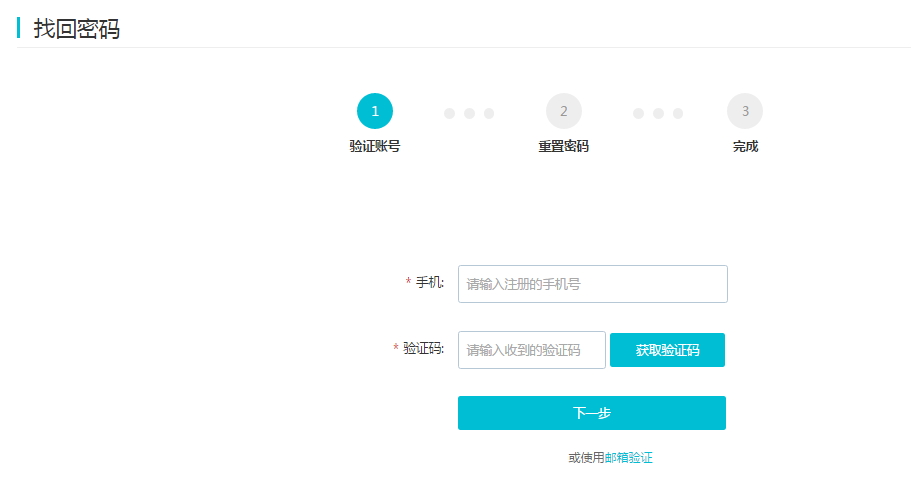 找回密码
1 2 3
验证账号 重置密码 完成
* 手机: 请输入注册的手机号
* 验证码: 请输入收到的验证码 获取验证码
下一步
或使用邮箱验证